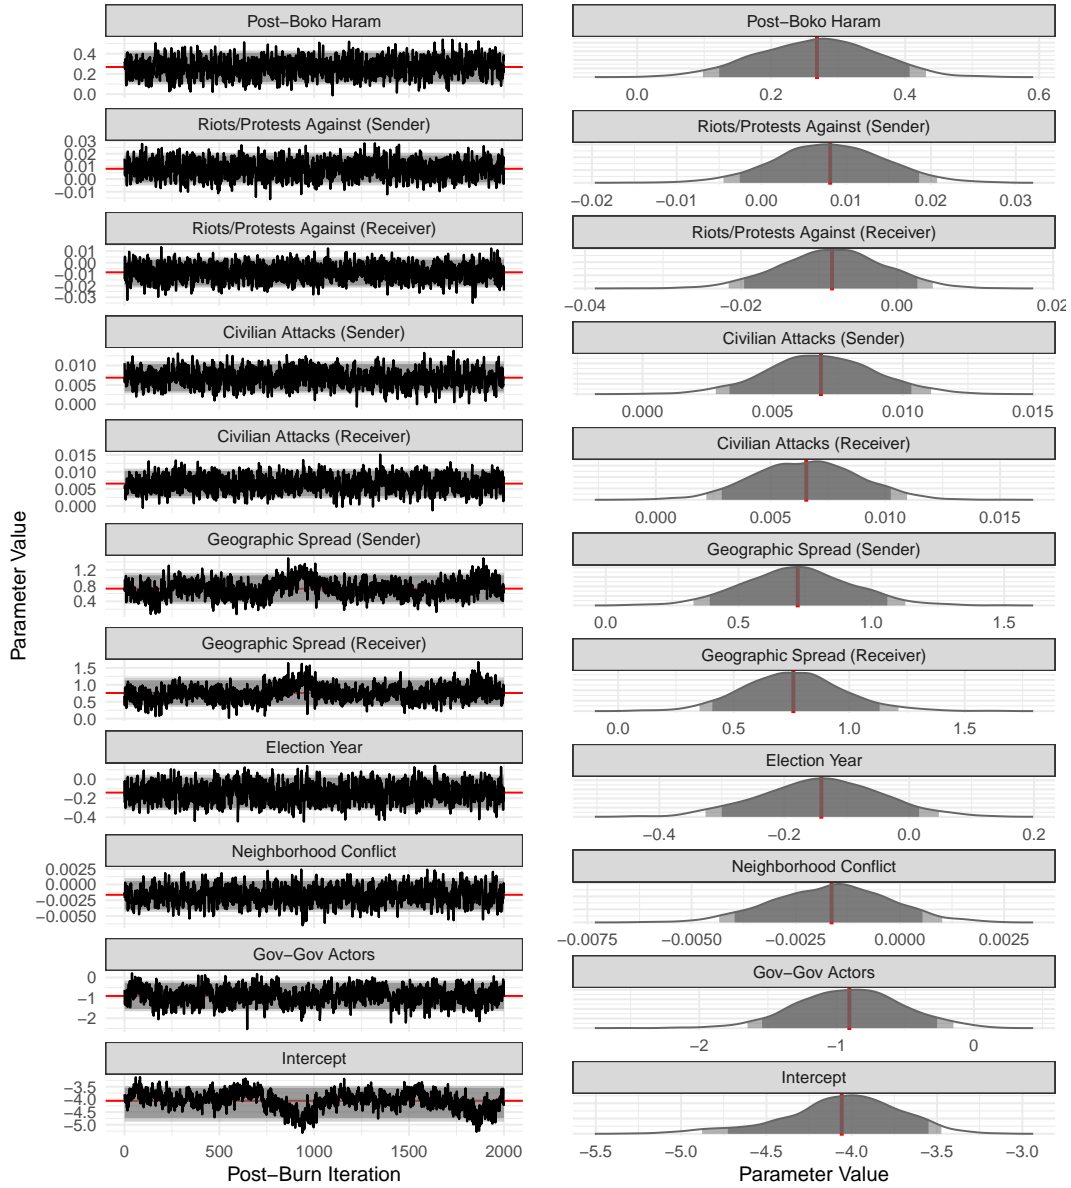 Post−Boko Haram
0.4
0.2
0.0
Riots/Protests Against (Sender)
0.03
0.02
0.01
0.00
−0.01
Riots/Protests Against (Receiver)
0.01
0.00
−0.01
−0.02
−0.03
Civilian Attacks (Sender)
0.010
0.005
0.000
Civilian Attacks (Receiver)
0.015
0.010
0.005
0.000
Geographic Spread (Sender)
1.2
0.8
0.4
Geographic Spread (Receiver)
1.5
1.0
0.5
0.0
Election Year
0.0
−0.2
−0.4
Neighborhood Conflict
0.0025
0.0000
−0.0025
−0.0050
Gov−Gov Actors
0
−1
−2
Intercept
−3.5
−4.0
−4.5
−5.0
0 500 1000 1500 2000
Post−Burn Iteration
Parameter Value
Post−Boko Haram
0.0 0.2 0.4 0.6
Riots/Protests Against (Sender)
−0.02 −0.01 0.00 0.01 0.02 0.03
Riots/Protests Against (Receiver)
−0.04 −0.02 0.00 0.02
Civilian Attacks (Sender)
0.000 0.005 0.010 0.015
Civilian Attacks (Receiver)
0.000 0.005 0.010 0.015
Geographic Spread (Sender)
0.0 0.5 1.0 1.5
Geographic Spread (Receiver)
0.0 0.5 1.0 1.5
Election Year
−0.4 −0.2 0.0 0.2
Neighborhood Conflict
−0.0075 −0.0050 −0.0025 0.0000 0.0025
Gov−Gov Actors
−2 −1 0
Intercept
−5.5 −5.0 −4.5 −4.0 −3.5 −3.0
Parameter Value